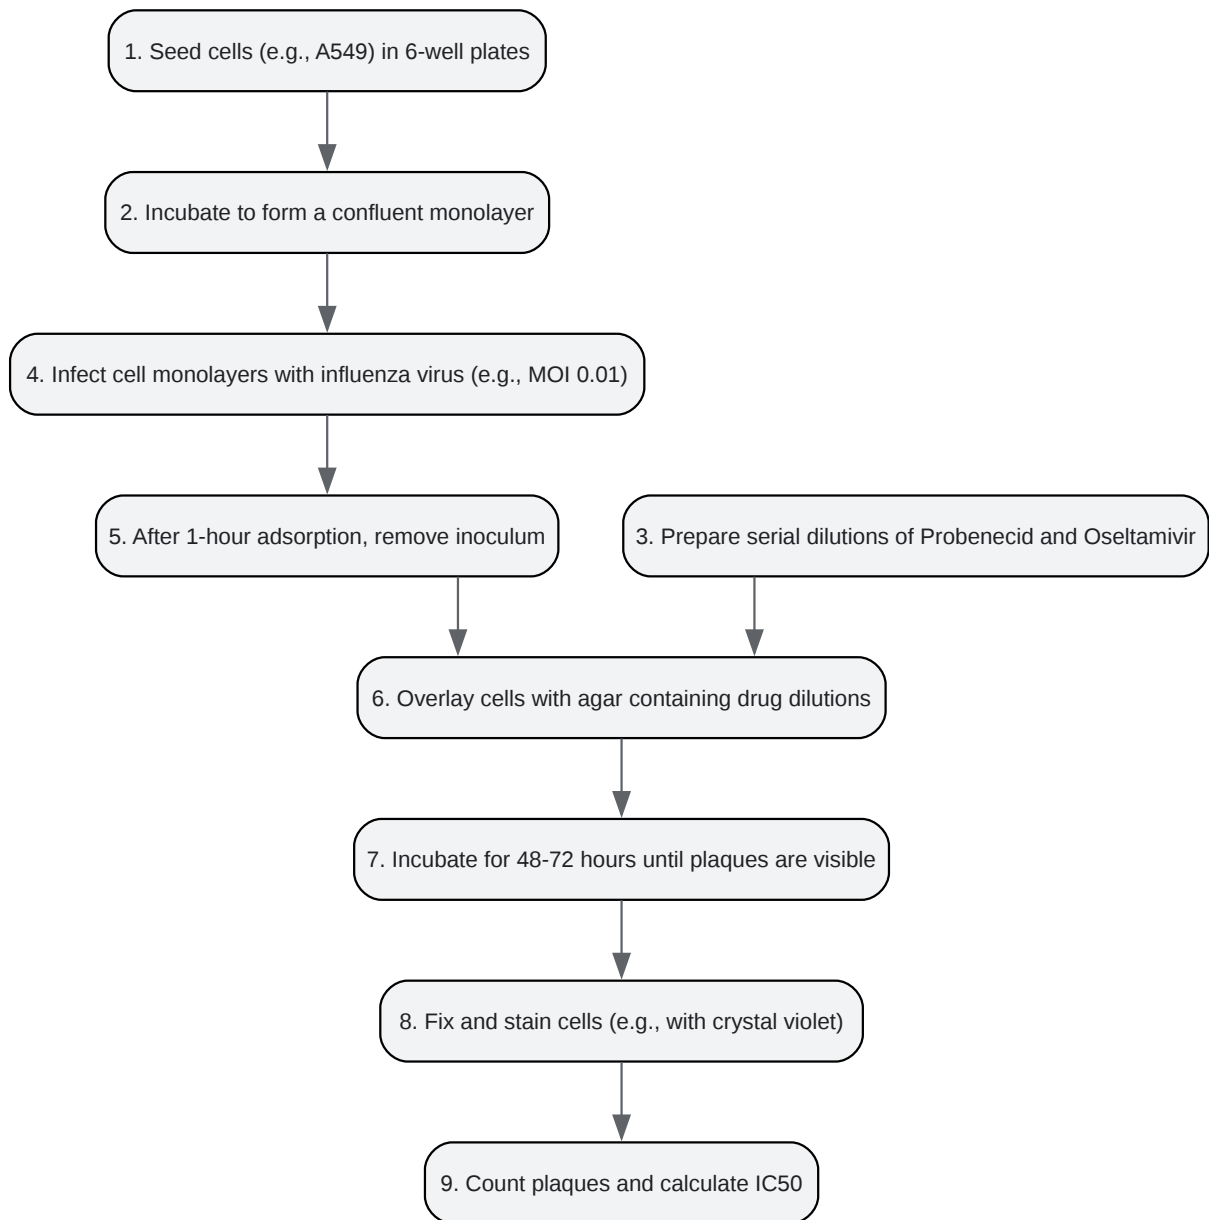 1. Seed cells (e.g., A549) in 6-well plates
2. Incubate to form a confluent monolayer
4. Infect cell monolayers with influenza virus (e.g., MOI 0.01)
5. After 1-hour adsorption, remove inoculum
3. Prepare serial dilutions of Probenecid and Oseltamivir
6. Overlay cells with agar containing drug dilutions
7. Incubate for 48-72 hours until plaques are visible
8. Fix and stain cells (e.g., with crystal violet)
9. Count plaques and calculate IC50